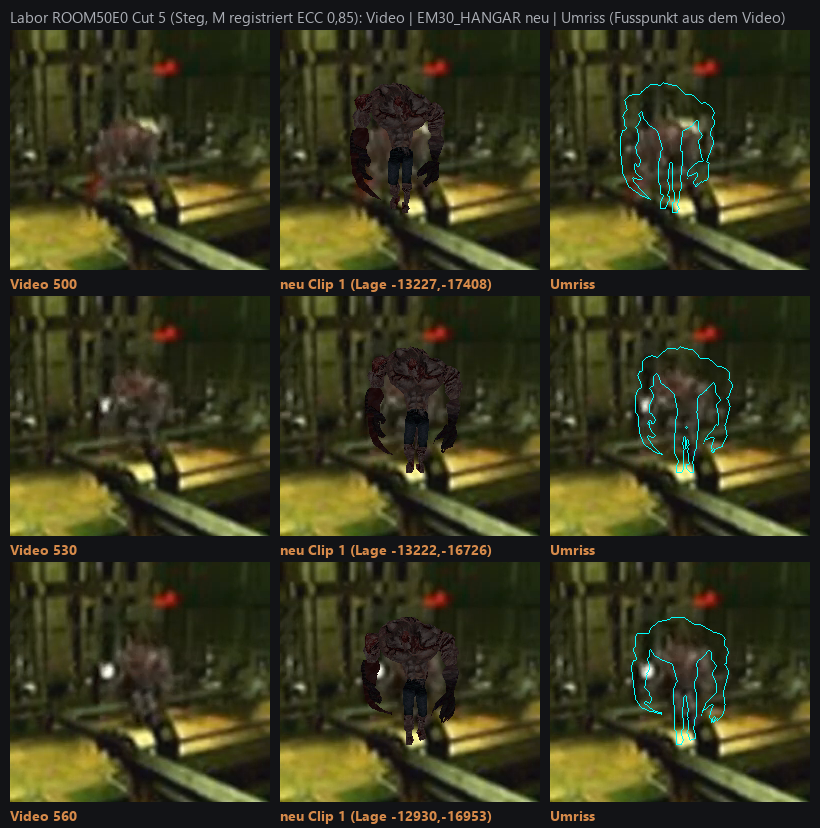 Labor ROOM50E0 Cut 5 (Steg, M registriert ECC 0,85): Video | EM30_HANGAR neu | Umriss (Fusspunkt aus dem Video)
Video 500 neu Clip 1 (Lage -13227,-17408) Umriss
Video 530 neu Clip 1 (Lage -13222,-16726) Umriss
Video 560 neu Clip 1 (Lage -12930,-16953) Umriss